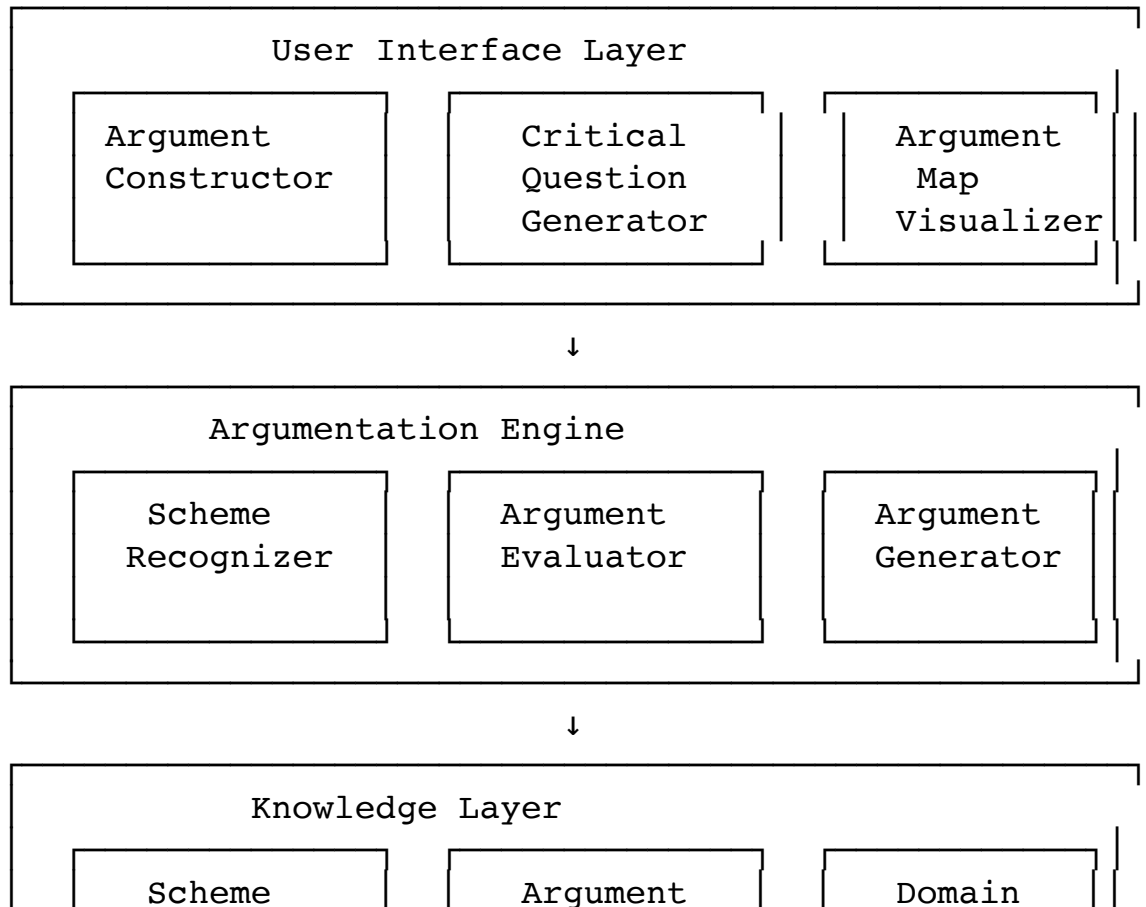 User Interface Layer
Argument Critical Argument
Constructor Question Map
Generator Visualizer
↓
Argumentation Engine
Scheme Argument Argument
Recognizer Evaluator Generator
↓
Knowledge Layer
Scheme Argument Domain